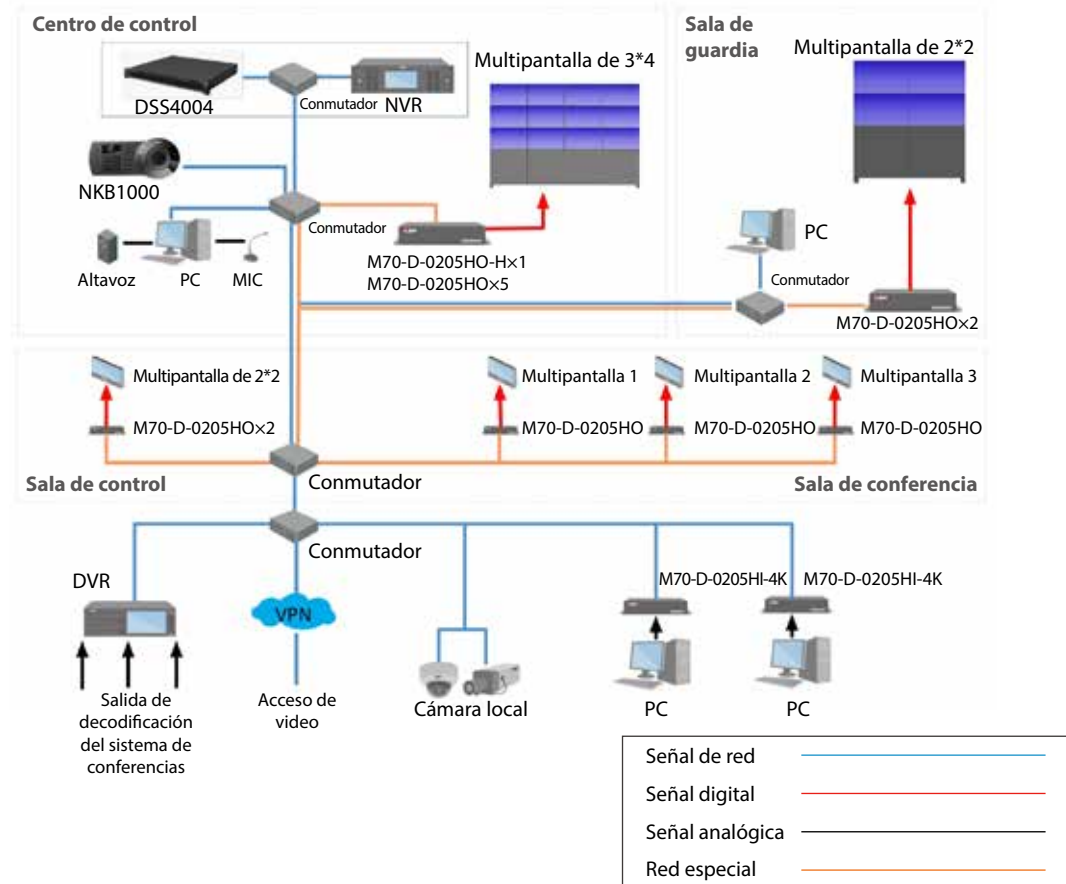 Centro de control
Sala de
guardia
Multipantalla de 3*4
Multipantalla de 2*2
DSS4004
Conmutador
NVR
NKB1000
Conmutador
Altavoz
PC
MIC
M70-D-0205HO-H×1
M70-D-0205HO×5
PC
Conmutador
M70-D-0205HO×2
Multipantalla de 2*2
Multipantalla 1
Multipantalla 2
Multipantalla 3
M70-D-0205HO×2
M70-D-0205HO
M70-D-0205HO
M70-D-0205HO
Sala de control
Conmutador
Sala de conferencia
Conmutador
DVR
VPN
M70-D-0205HI-4K
M70-D-0205HI-4K
Salida de
decodificación
del sistema de
conferencias
Acceso de
video
Cámara local
PC
PC
Señal de red
Señal digital
Señal analógica
Red especial